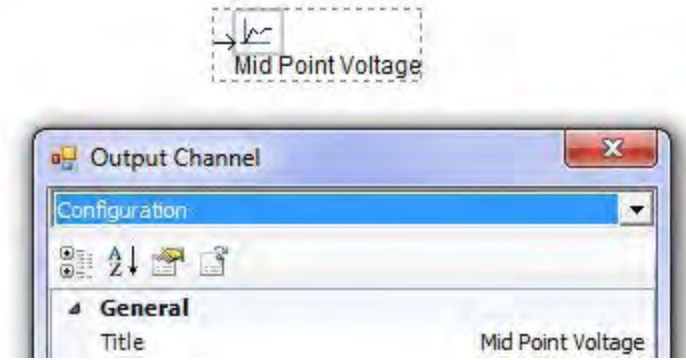 Mid Point Voltage
Output Channel
Configuration
General
Title Mid Point Voltage